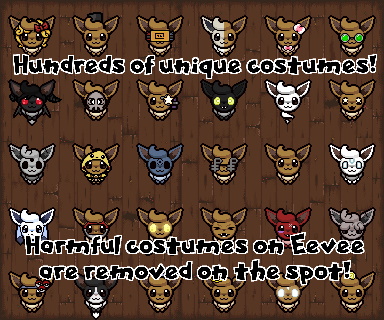 Hundreds of unique costumes!
Harmful costumes on Eevee
are removed on the spot!